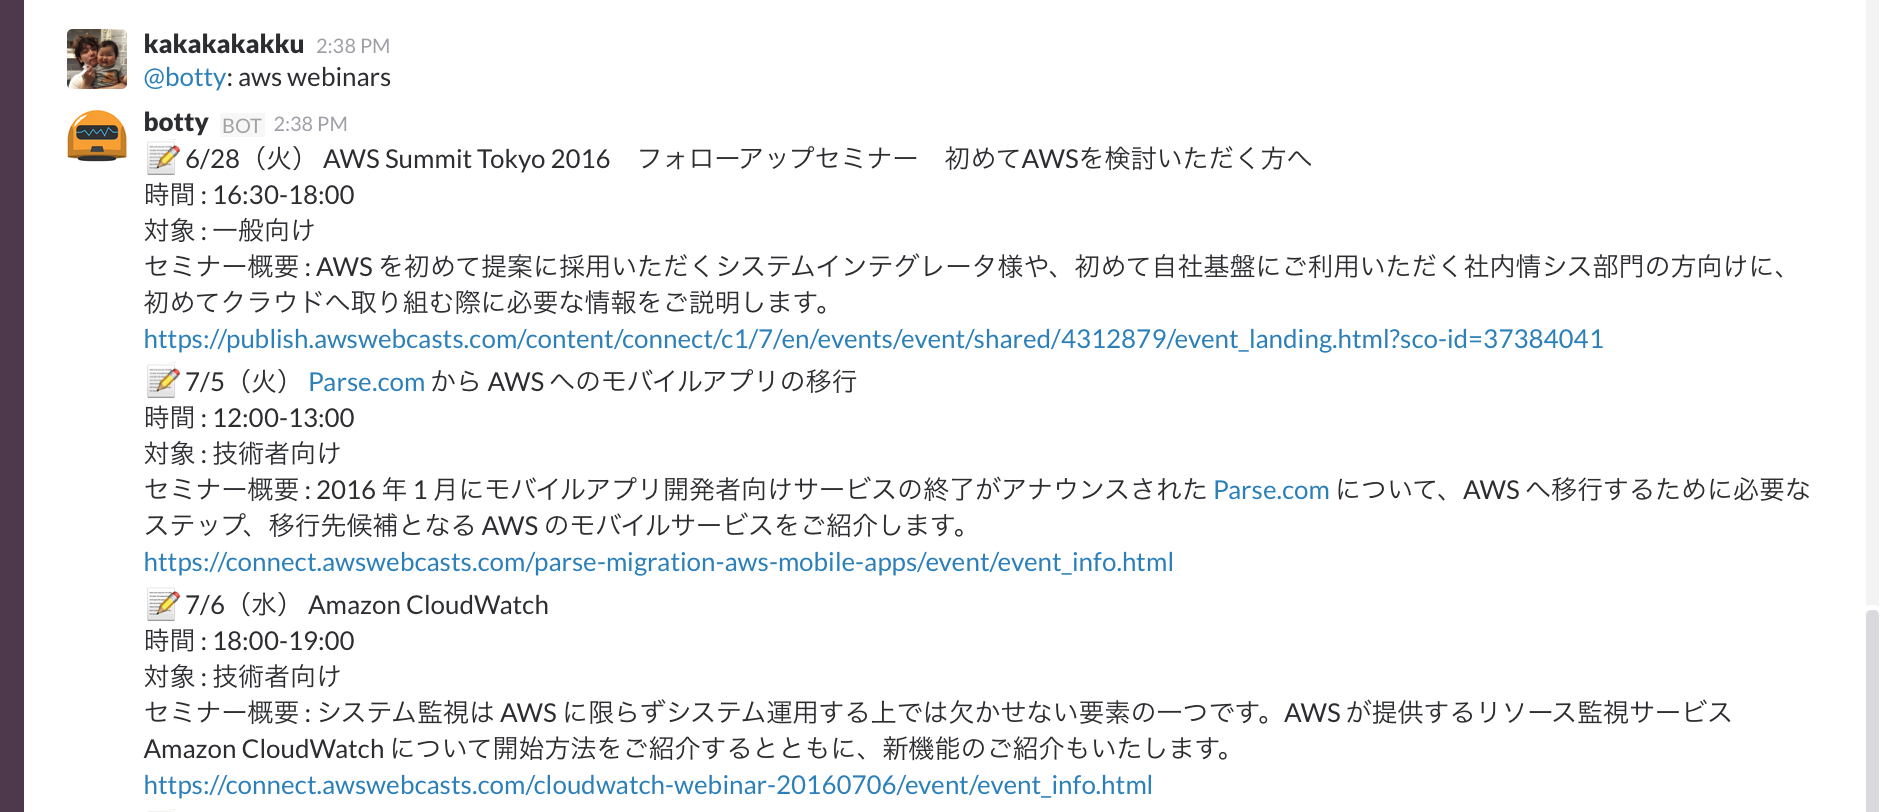 kakakakakku 2:38 PM
@botty: aws webinars
botty BOT 2:38 PM
6/28（火） AWS Summit Tokyo 2016　フォローアップセミナー　初めてAWSを検討いただく方へ
時間 : 16:30-18:00
対象 : 一般向け
セミナー概要 : AWS を初めて提案に採用いただくシステムインテグレータ様や、初めて自社基盤にご利用いただく社内情シス部門の方向けに、
初めてクラウドへ取り組む際に必要な情報をご説明します。
https://publish.awswebcasts.com/content/connect/c1/7/en/events/event/shared/4312879/event_landing.html?sco-id=37384041
7/5（火） Parse.com から AWS へのモバイルアプリの移行
時間 : 12:00-13:00
対象 : 技術者向け
セミナー概要 : 2016 年 1 月にモバイルアプリ開発者向けサービスの終了がアナウンスされた Parse.com について、AWS へ移行するために必要な
ステップ、移行先候補となる AWS のモバイルサービスをご紹介します。
https://connect.awswebcasts.com/parse-migration-aws-mobile-apps/event/event_info.html
7/6（水） Amazon CloudWatch
時間 : 18:00-19:00
対象 : 技術者向け
セミナー概要 : システム監視は AWS に限らずシステム運用する上では欠かせない要素の一つです。AWS が提供するリソース監視サービス
Amazon CloudWatch について開始方法をご紹介するとともに、新機能のご紹介もいたします。
https://connect.awswebcasts.com/cloudwatch-webinar-20160706/event/event_info.html